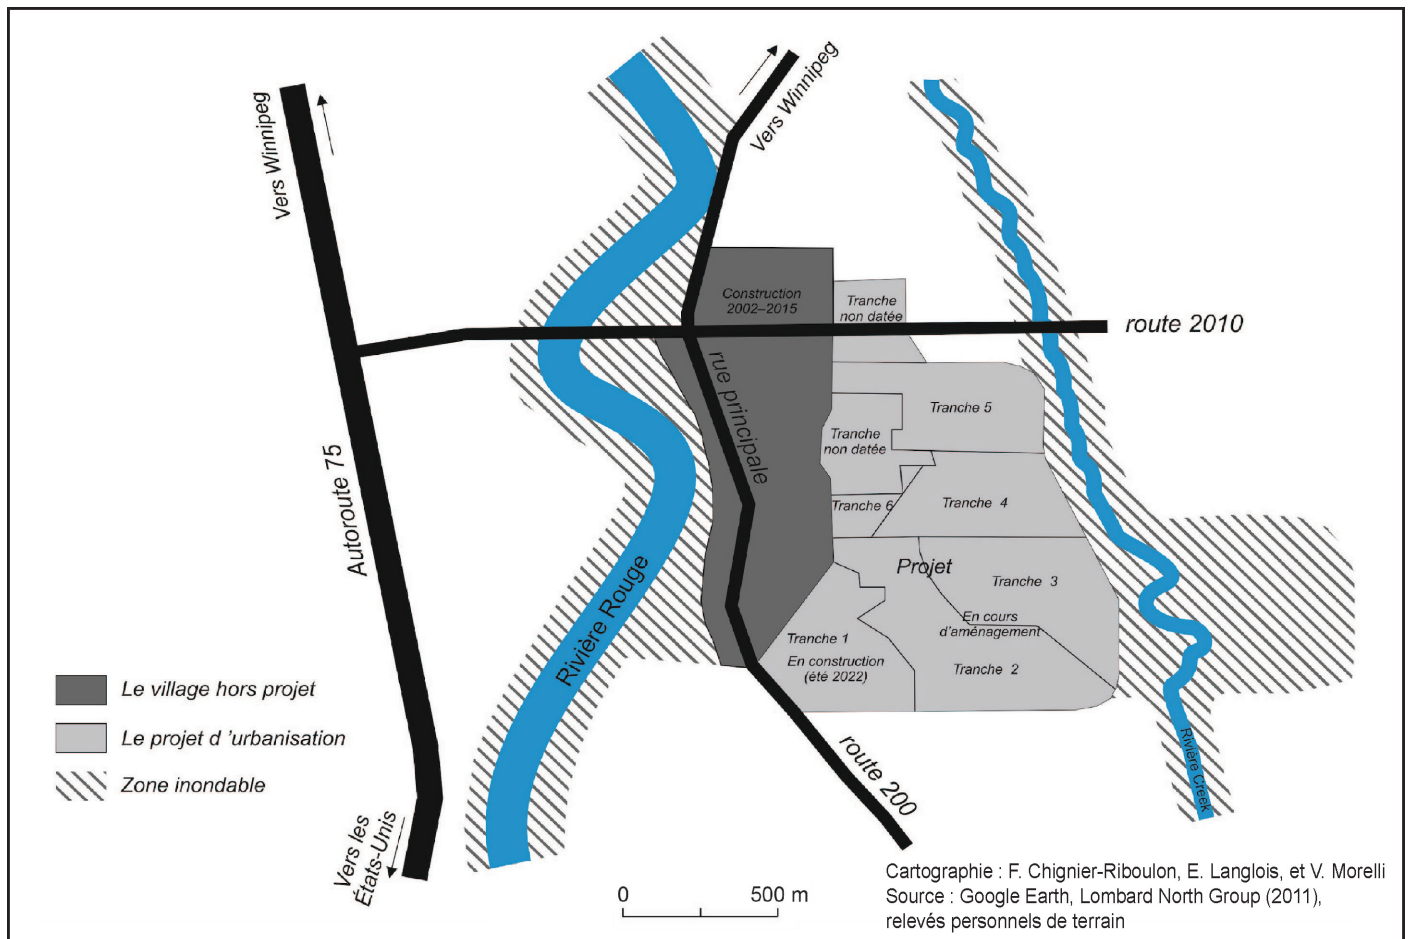 Vers Winnipeg
Vers Winnipeg
Construction
2002–2015
Tranche
non datée
route 2010
rue principale
Tranche 5
Tranche
non datée
Autoroute 75
Tranche 6
Tranche 4
Projet
Tranche 3
Rivière Rouge
En cours
d'aménagement
Tranche 1
En construction
(été 2022)
Tranche 2
Le village hors projet
Le projet d 'urbanisation
Zone inondable
route 200
Rivière Creek
Vers les
États-Unis
0 500 m
Cartographie : F. Chignier-Riboulon, E. Langlois, et V. Morelli
Source : Google Earth, Lombard North Group (2011),
relevés personnels de terrain